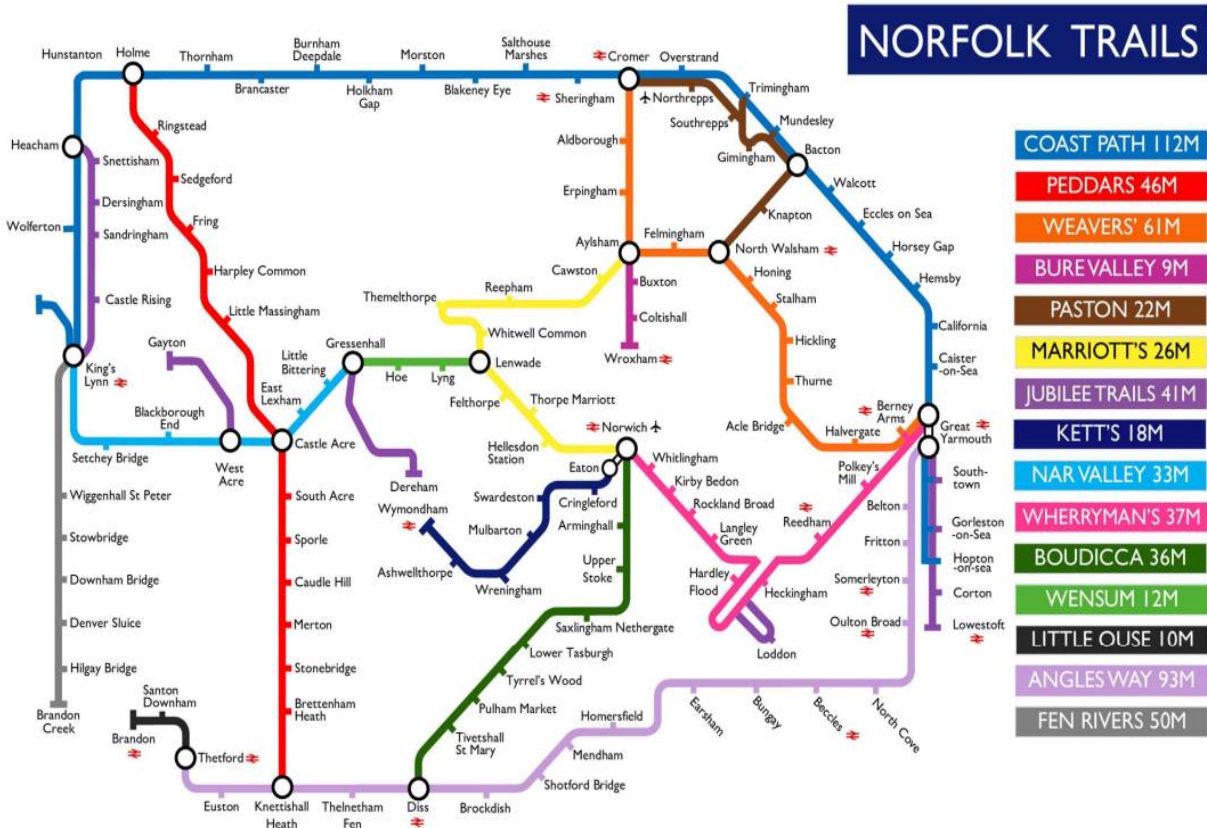 NORFOLK TRAILS
Hunstanton
Holme
Thornham
Brancaster
Burnham
Deepdale
Holkham
Gap
Morston
Blakeney Eye
Salthouse
Marshes
Sheringham
Cromer
Overstrand
Northrepps
Southrepps
Trimingham
Gimingham
Mundesley
Bacton
Walcott
Eccles on Sea
Horsey Gap
Hemsby
California
Caister
-on-Sea
Great
Yarmouth
Heacham
Snettisham
Dersingham
Sandringham
Wolferton
Castle Rising
King's
Lynn
Ringstead
Sedgeford
Fring
Harpley Common
Little Massingham
Gayton
Aldborough
Erpingham
Aylsham
Felmingham
Knapton
North Walsham
Honing
Stalham
Hickling
Thurne
Acle Bridge
Halvergate
Berney
Arms
Buxton
Coltishall
Wroxham
Cawston
Reepham
Themelthorpe
Whitwell Common
Lenwade
Gressenhall
Hoe
Lyng
Little
Bittering
East
Lexham
Castle Acre
West
Acre
Blackborough
End
Setchey Bridge
Felthorpe
Thorpe Marriott
Hellesdon
Station
Norwich
Eaton
Cringleford
Swardeston
Mulbarton
Wreningham
Ashwellthorpe
Wymondham
Dereham
Whitlingham
Kirby Bedon
Rockland Broad
Langley
Green
Hardley
Flood
Loddon
Heckingham
Reedham
Polkey's
Mill
Arminghall
Upper
Stoke
Saxlingham Nethergate
Lower Tasburgh
Tyrrel's Wood
Pulham Market
Tivetshall
St Mary
Diss
Wiggenhall St Peter
Stowbridge
Downham Bridge
Denver Sluice
Hilgay Bridge
Brandon
Creek
South Acre
Sporle
Caudle Hill
Merton
Stonebridge
Brettenham
Heath
Knettishall
Heath
Santon
Downham
Brandon
Thetford
Euston
Thelnetham
Fen
Brockdish
Shotford Bridge
Mendham
Homersfield
Earsham
Bungay
Beccles
North Cove
Oulton Broad
Somerleyton
Fritton
Belton
South-
town
Gorleston
-on-Sea
Hopton
-on-sea
Corton
Lowestoft
COAST PATH 112M
PEDDARS 46M
WEAVERS' 61M
BURE VALLEY 9M
PASTON 22M
MARRIOTT'S 26M
JUBILEE TRAILS 41M
KETT'S 18M
NAR VALLEY 33M
WHERRYMAN'S 37M
BOUDICCA 36M
WENSUM 12M
LITTLE OUSE 10M
ANGLES WAY 93M
FEN RIVERS 50M